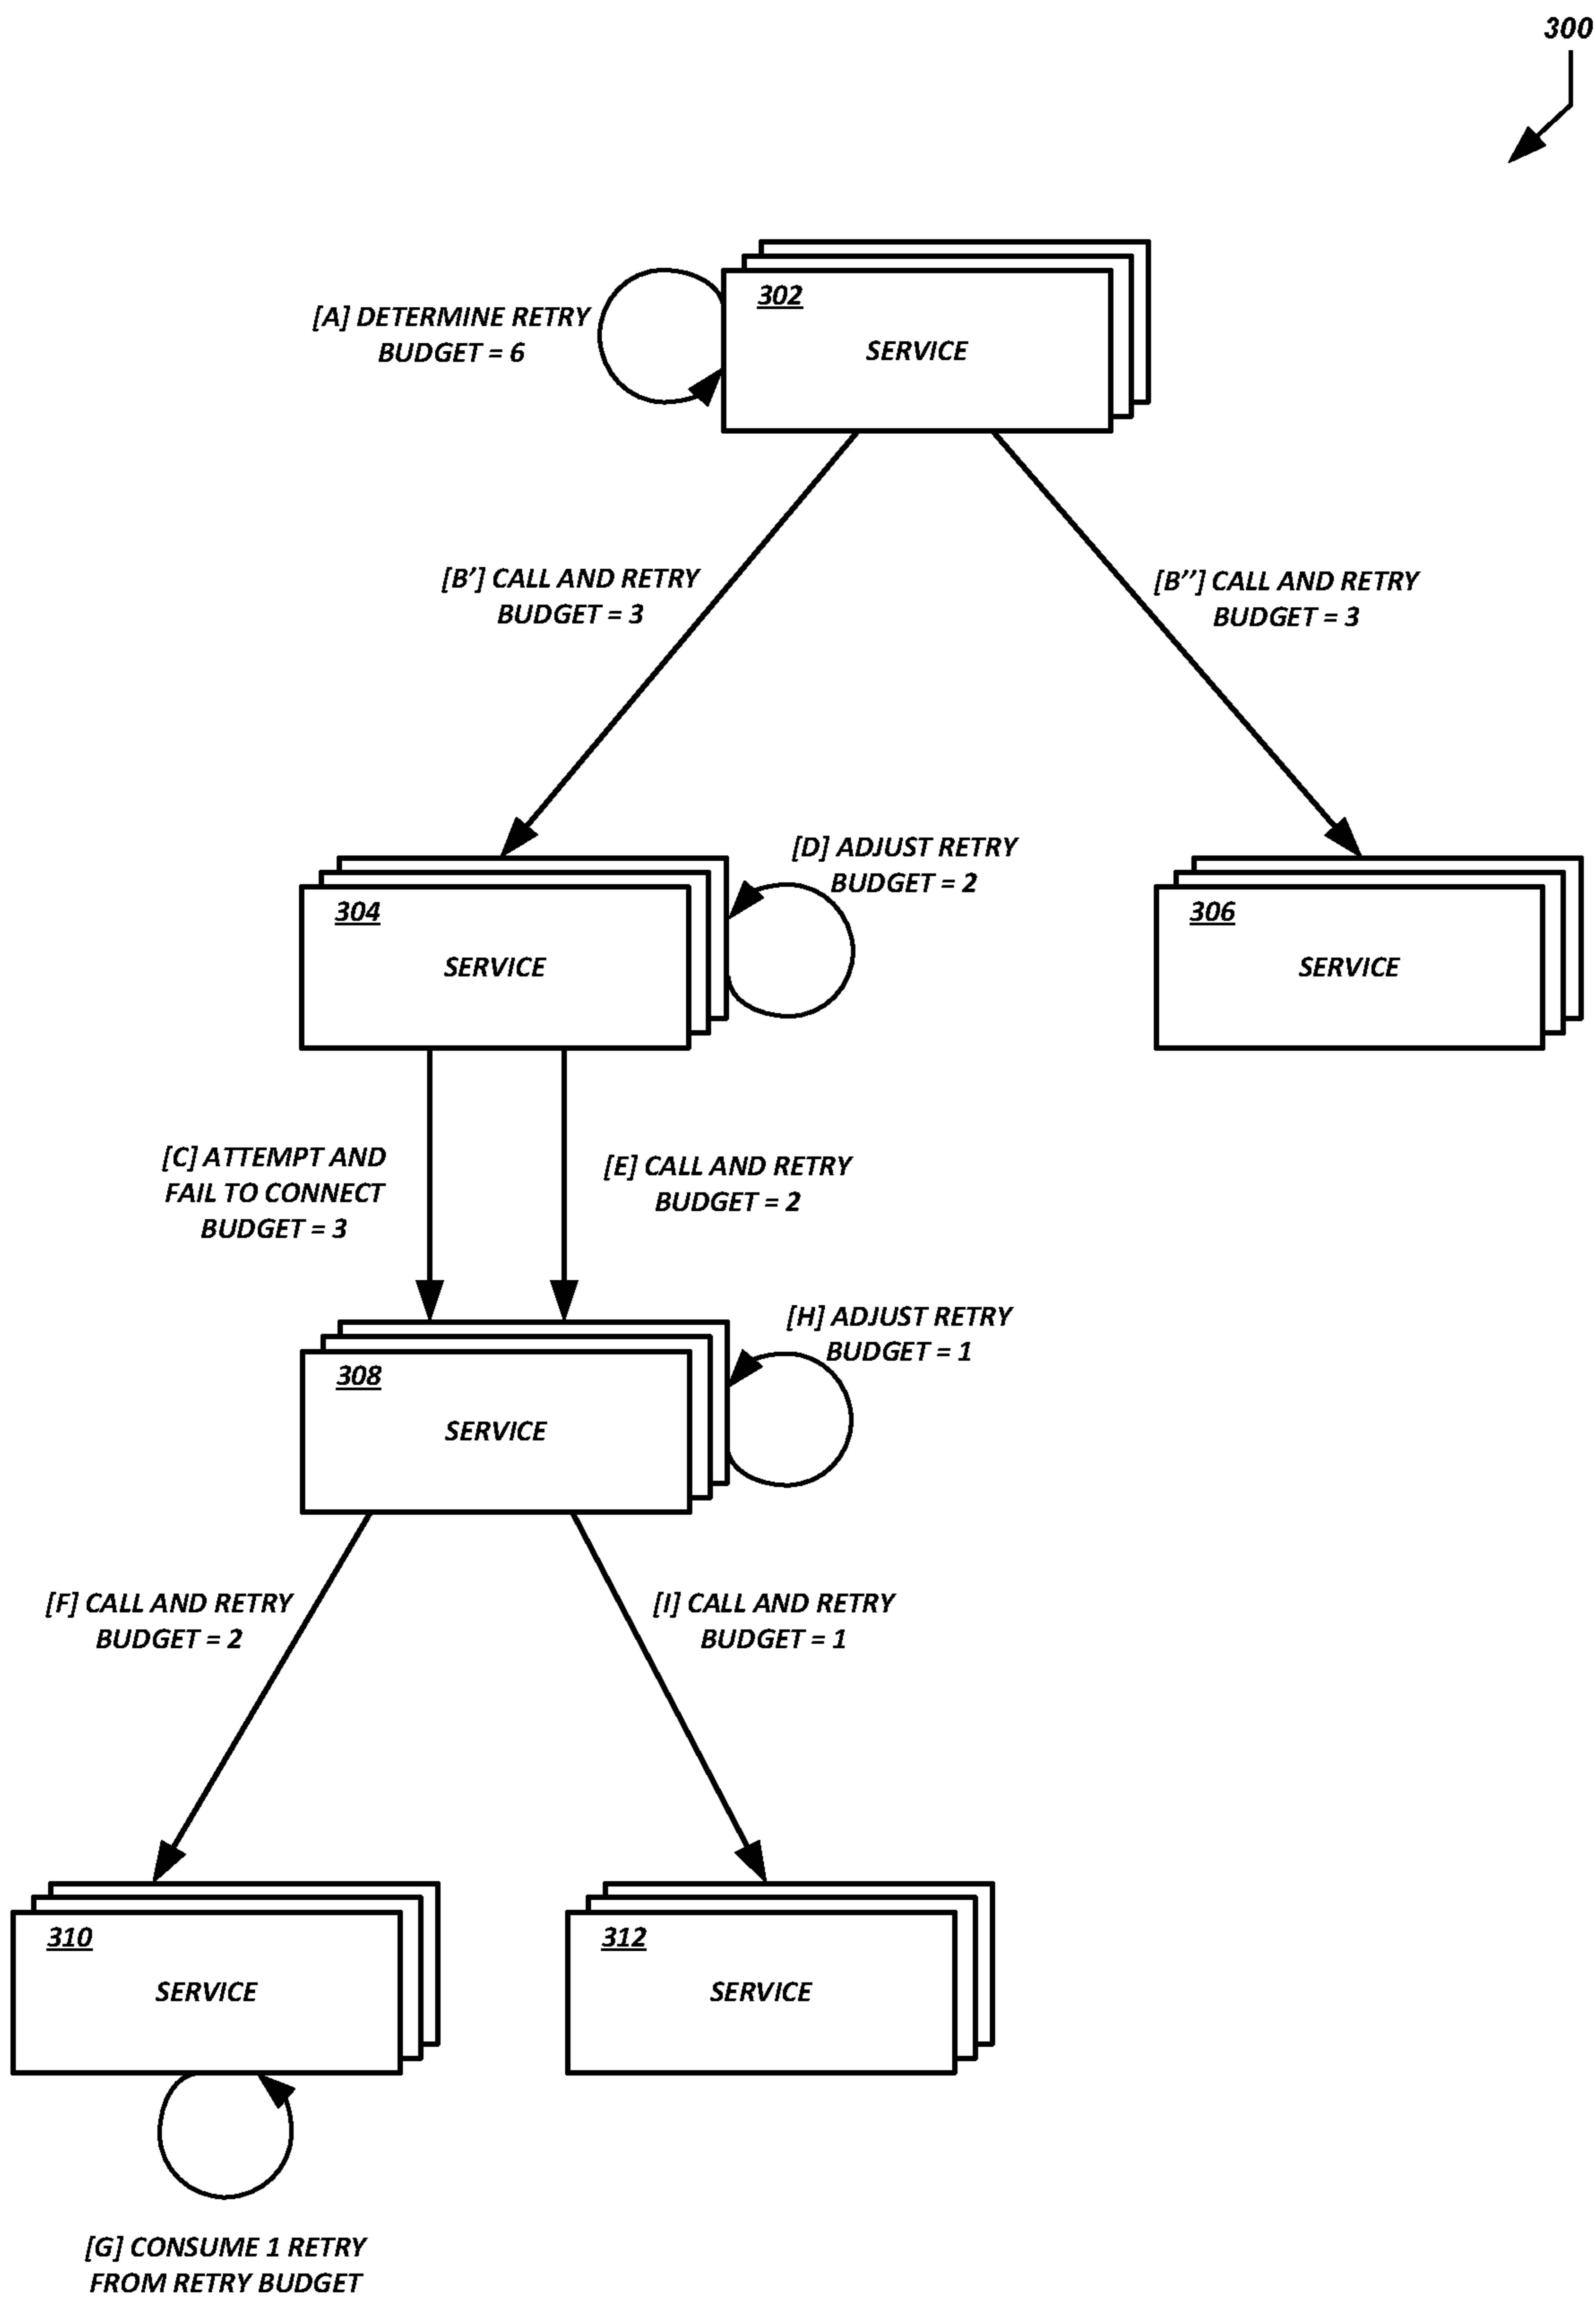 300
302
SERVICE
[A] DETERMINE RETRY
BUDGET = 6
[B′] CALL AND RETRY
BUDGET = 3
[B′′] CALL AND RETRY
BUDGET = 3
[D] ADJUST RETRY
BUDGET = 2
304
SERVICE
306
SERVICE
[C] ATTEMPT AND
FAIL TO CONNECT
BUDGET = 3
[E] CALL AND RETRY
BUDGET = 2
[H] ADJUST RETRY
BUDGET = 1
308
SERVICE
[F] CALL AND RETRY
BUDGET = 2
[I] CALL AND RETRY
BUDGET = 1
310
SERVICE
312
SERVICE
[G] CONSUME 1 RETRY
FROM RETRY BUDGET